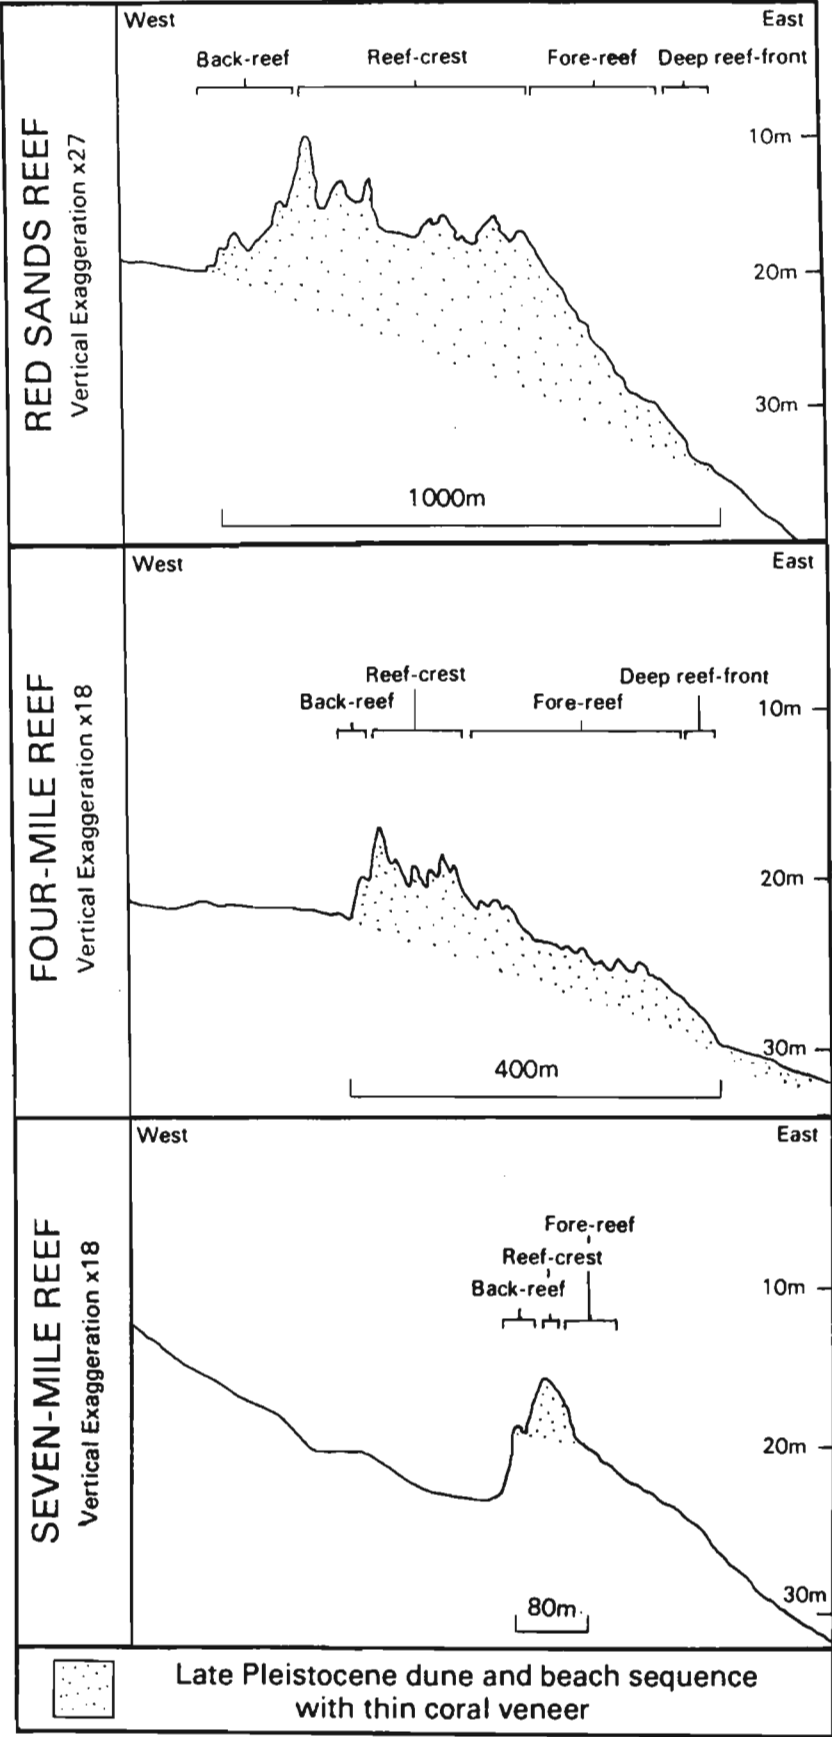 West
East
Back-reef
Reef-crest
Fore-reef
Deep reef-front
RED SANDS REEF
Vertical Exaggeration x27
10m
20m
30m
1000m
West
East
Reef-crest
Deep reef-front
Back-reef
Fore-reef
FOUR-MILE REEF
Vertical Exaggeration x18
10m
20m
30m
400m
West
East
Fore-reef
Reef-crest
Back-reef
SEVEN-MILE REEF
Vertical Exaggeration x18
10m
20m
30m
80m
Late Pleistocene dune and beach sequence
with thin coral veneer